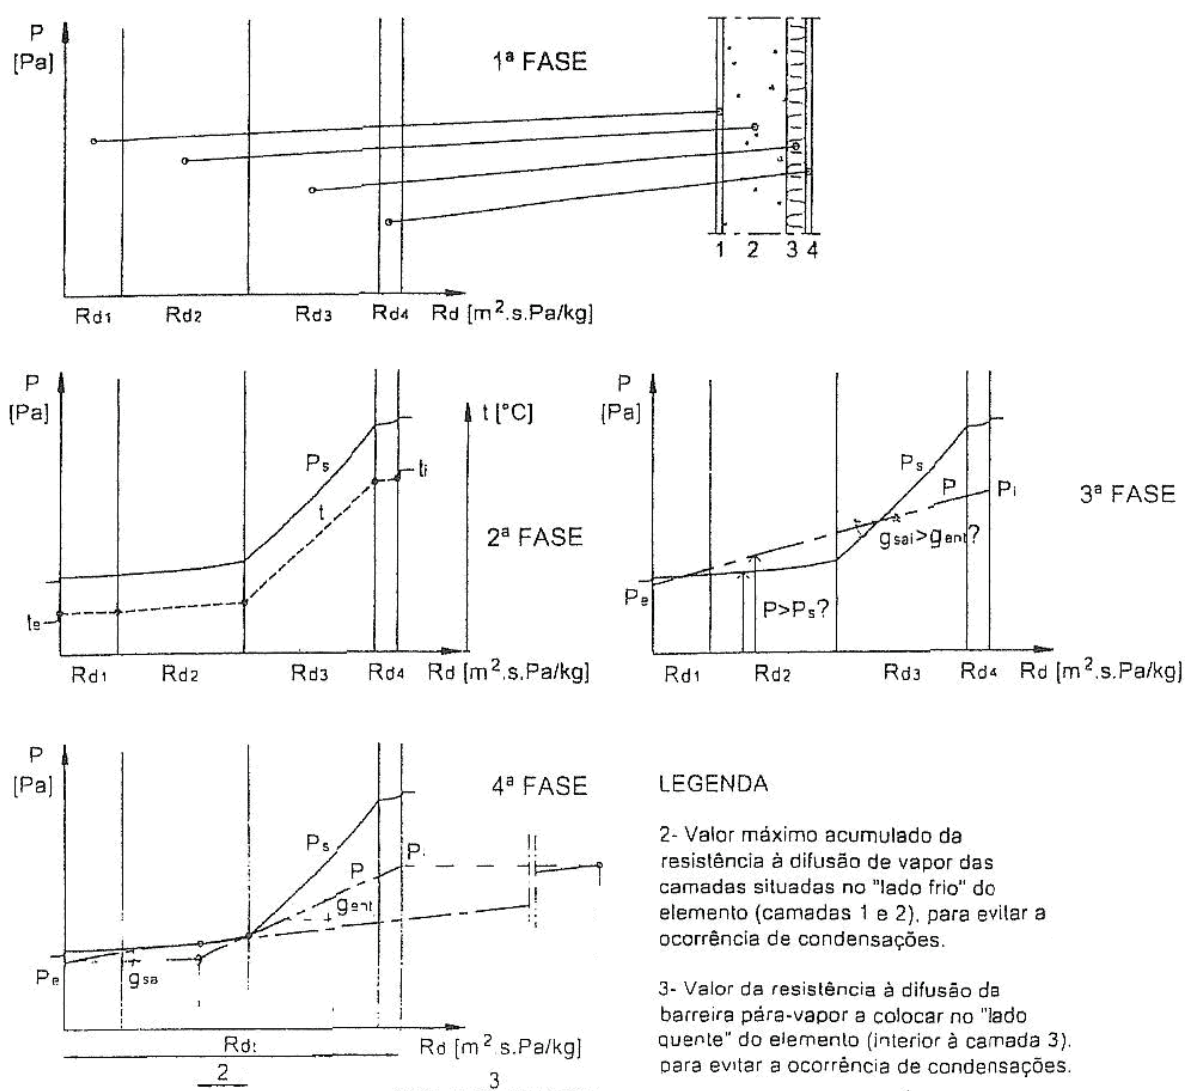 P
[Pa]
1ª FASE
1 2 3 4
Rd1 Rd2 Rd3 Rd4 Rd [m².s.Pa/kg]
P
[Pa]
t [°C]
Ps
ti
t
2ª FASE
te
Rd1 Rd2 Rd3 Rd4 Rd [m².s.Pa/kg]
P
[Pa]
Ps
P Pi
3ª FASE
gsai>gent?
Pe
P>Ps?
Rd1 Rd2 Rd3 Rd4 Rd [m².s.Pa/kg]
P
[Pa]
4ª FASE
Ps
P
gent
Pe
gsa
Rdt
Rd [m².s.Pa/kg]
2
3
LEGENDA
2- Valor máximo acumulado da
resistência à difusão de vapor das
camadas situadas no "lado frio" do
elemento (camadas 1 e 2), para evitar a
ocorrência de condensações.
3- Valor da resistência à difusão da
barreira pára-vapor a colocar no "lado
quente" do elemento (interior à camada 3),
para evitar a ocorrência de condensações.